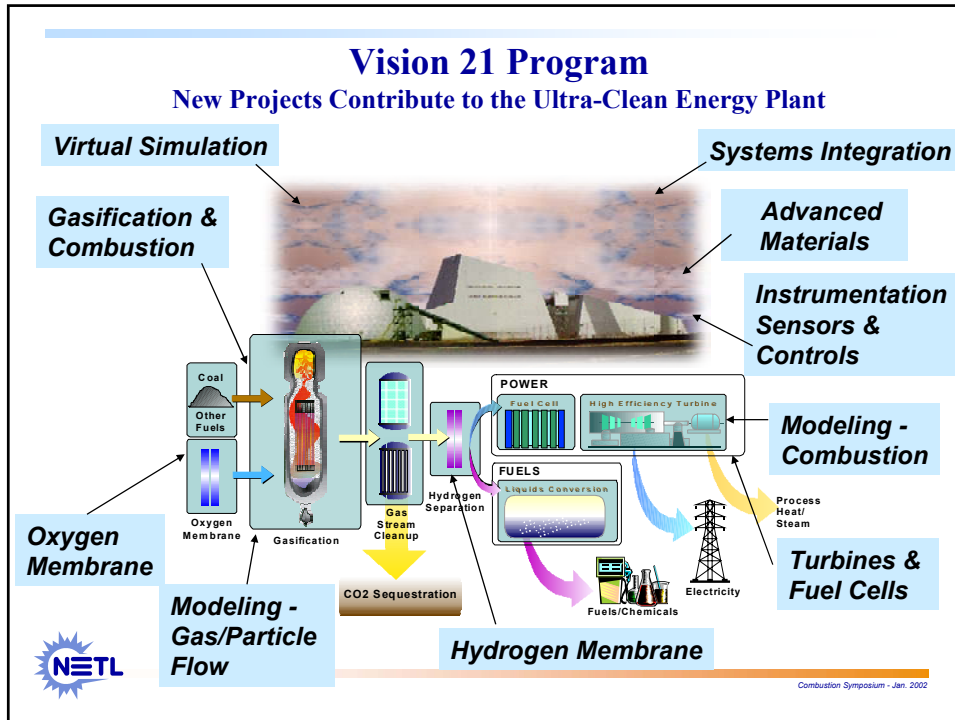 Vision 21 Program
New Projects Contribute to the Ultra-Clean Energy Plant
Virtual Simulation
Systems Integration
Gasification &
Combustion
Advanced
Materials
Instrumentation
Sensors &
Controls
Coal
Other
Fuels
Oxygen
Membrane
Gasification
Gas
Stream
Cleanup
Hydrogen
Separation
POWER
Fuel Cell
High Efficiency Turbine
FUELS
Liquids Conversion
Modeling -
Combustion
Process
Heat/
Steam
Electricity
Fuels/Chemicals
CO2 Sequestration
Oxygen
Membrane
Modeling -
Gas/Particle
Flow
Hydrogen Membrane
Turbines &
Fuel Cells
NETL
Combustion Symposium - Jan. 2002